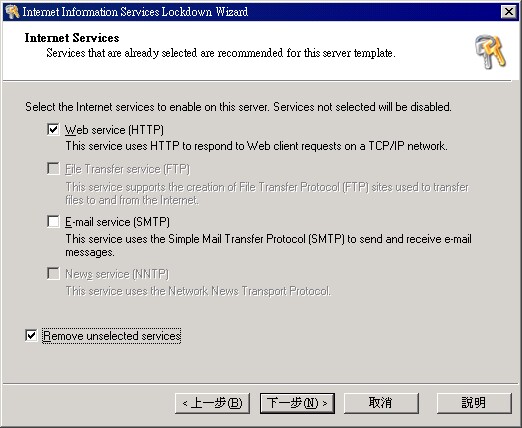 Internet Information Services Lockdown Wizard
Internet Services
Services that are already selected are recommended for this server template.
Select the Internet services to enable on this server. Services not selected will be disabled.
Web service (HTTP)
This service uses HTTP to respond to Web client requests on a TCP/IP network.
File Transfer service (FTP)
This service supports the creation of File Transfer Protocol (FTP) sites used to transfer
files to and from the Internet.
E-mail service (SMTP)
This service uses the Simple Mail Transfer Protocol (SMTP) to send and receive e-mail
messages.
News service (NNTP)
This service uses the Network News Transport Protocol.
Remove unselected services
< 上一步(B) 下一步(N) > 取消 說明